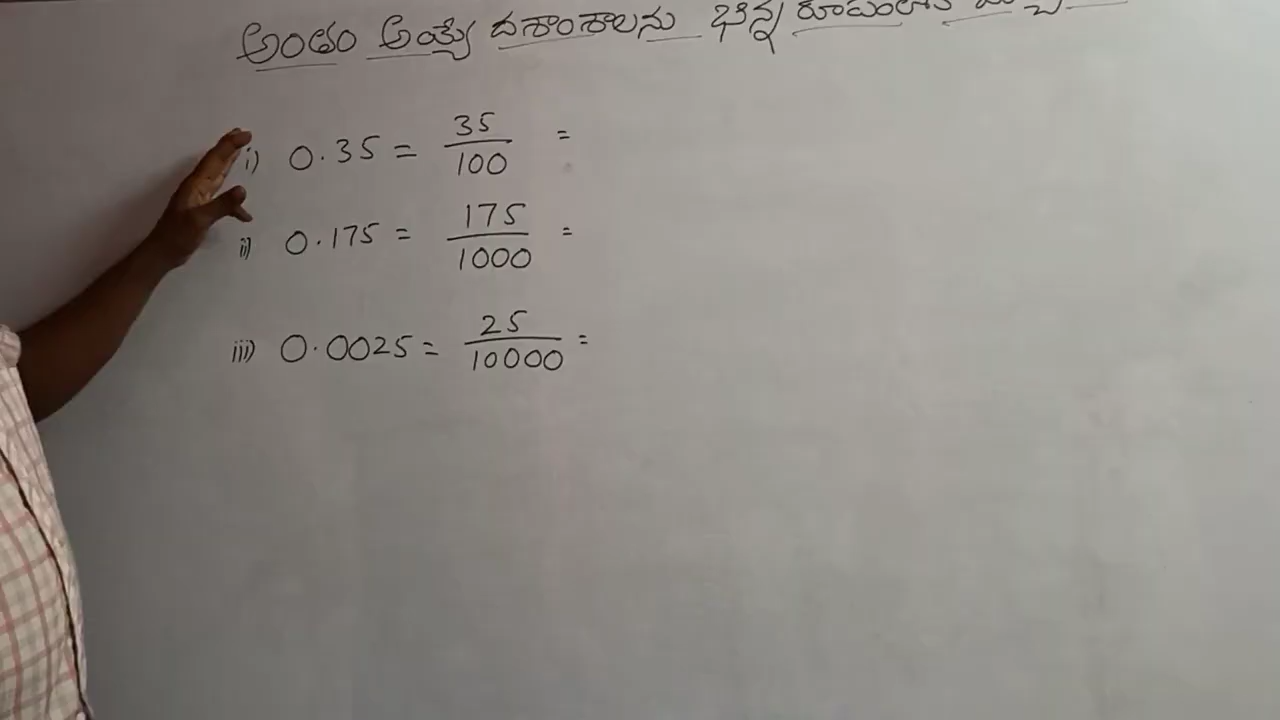 అంతం అయ్యే దశాంశాలను భిన్న రూపంలోని
i) 0.35 = 35/100 =
ii) 0.175 = 175/1000 =
iii) 0.0025 = 25/10000 =